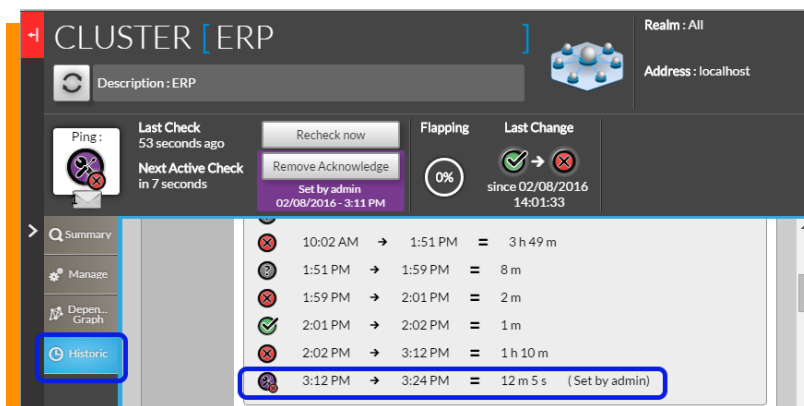 CLUSTER [ ERP ]
Description : ERP
Realm : All
Address : localhost
Ping :
1
Last Check
53 seconds ago
Next Active Check
in 7 seconds
Recheck now
Remove Acknowledge
Set by admin
02/08/2016 - 3:11 PM
Flapping
0%
Last Change
since 02/08/2016
14:01:33
Summary
Manage
Depen...
Graph
Historic
10:02 AM → 1:51 PM = 3 h 49 m
1:51 PM → 1:59 PM = 8 m
1:59 PM → 2:01 PM = 2 m
2:01 PM → 2:02 PM = 1 m
2:02 PM → 3:12 PM = 1 h 10 m
3:12 PM → 3:24 PM = 12 m 5 s (Set by admin)